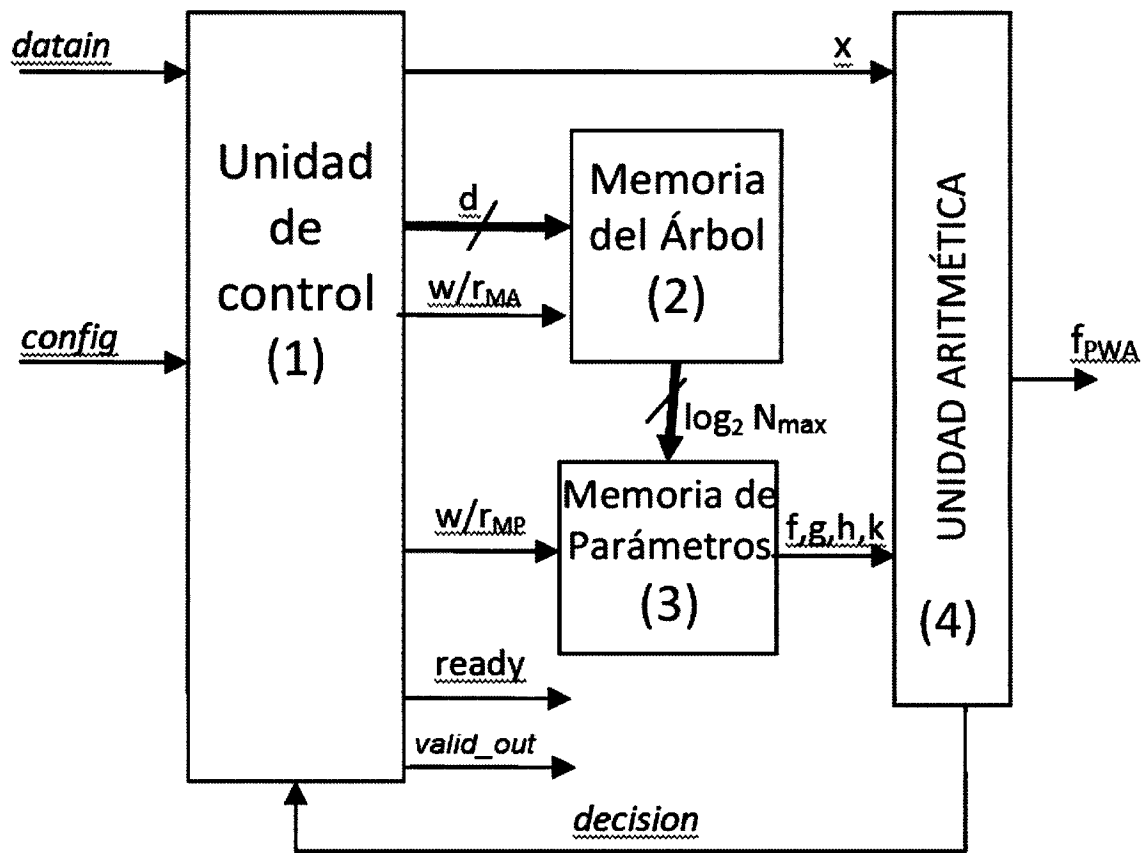 datain
x
Unidad
de
control
(1)
d
w/rMA
Memoria
del Árbol
(2)
config
fPWA
log2 Nmax
UNIDAD ARITMÉTICA
(4)
w/rMP
Memoria de
Parámetros
(3)
f,g,h,k
ready
valid_out
decision